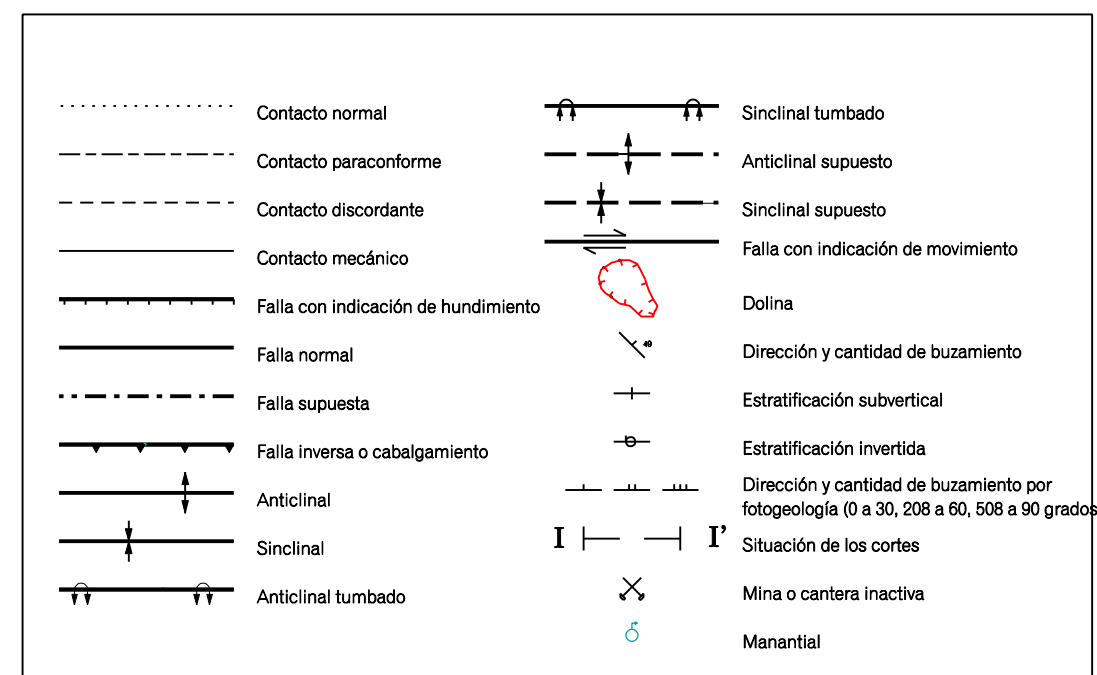 Contacto normal
Contacto paraconforme
Contacto discordante
Contacto mecánico
Falla con indicación de hundimiento
Falla normal
Falla supuesta
Falla inversa o cabalgamiento
Anticlinal
Sinclinal
Anticlinal tumbado
Sinclinal tumbado
Anticlinal supuesto
Sinclinal supuesto
Falla con indicación de movimiento
Dolina
49
Dirección y cantidad de buzamiento
Estratificación subvertical
Estratificación invertida
Dirección y cantidad de buzamiento por
fotogeología (0 a 30, 208 a 60, 508 a 90 grados
I I’
Situación de los cortes
Mina o cantera inactiva
Manantial